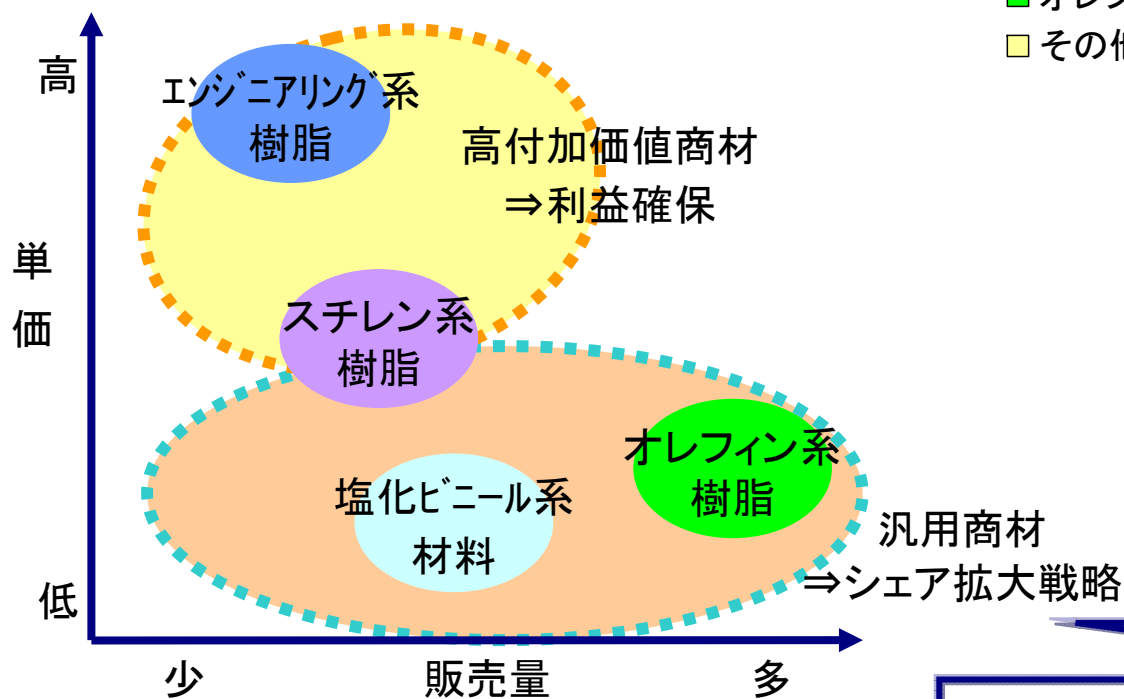 オレフ
その他
高
エンジニアリング系
樹脂
高付加価値商材
⇒利益確保
単
価
スチレン系
樹脂
オレフィン系
樹脂
塩化ビニール系
材料
汎用商材
⇒シェア拡大戦略
低
少
販売量
多